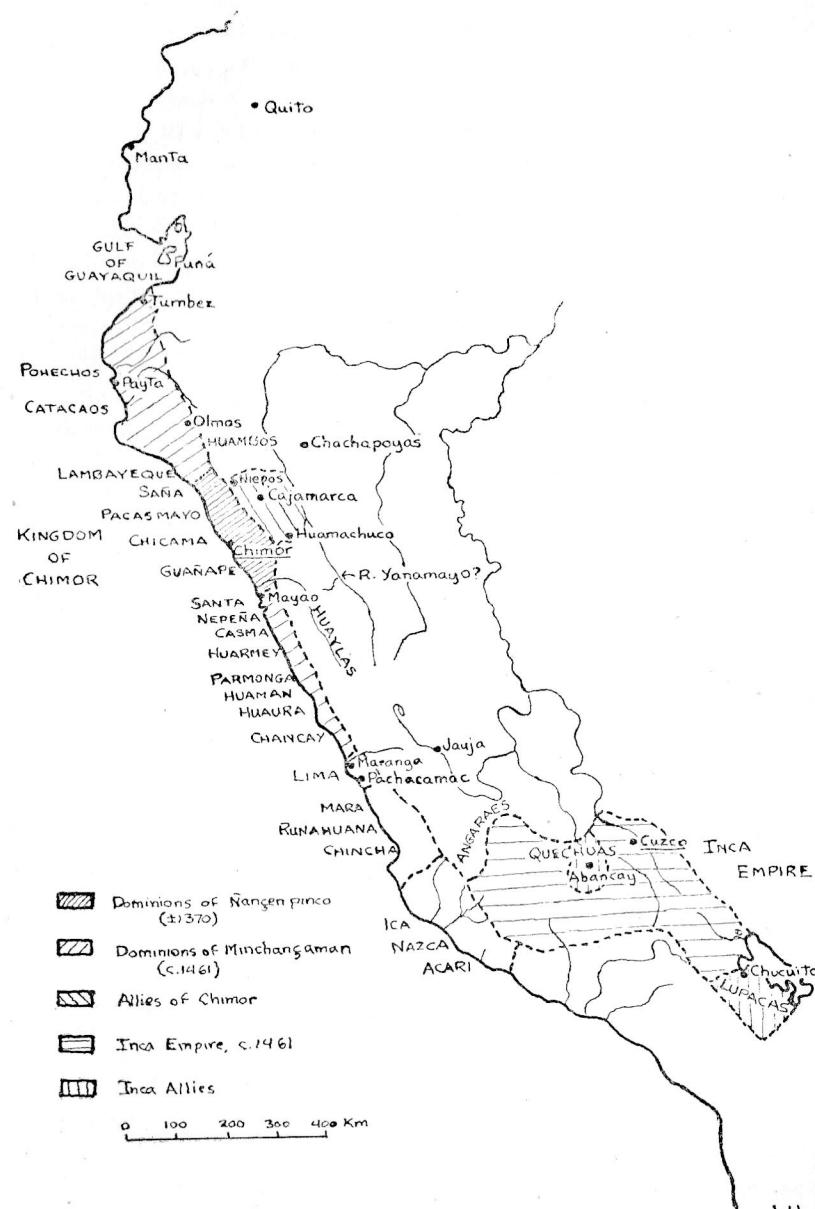 Quito
Manta
GULF
OF
GUAYAQUIL
Puná
Tumbez
POHECHOS
Payta
CATACAOS
Olmos
HUAMBOS
Chachapoyas
LAMBAYEQUE
Niepos
SAÑA
Cajamarca
PACASMAYO
KINGDOM
OF
CHIMOR
CHICAMA
Huamachuco
Chimor
GUAÑAPE
← R. Yanamayo?
Mayao
SANTA
NEPEÑA
CASMA
HUAYLAS
HUARMEY
PARMONGA
HUAMAN
HUAURA
CHANCAY
Jauja
Maranga
LIMA
Pachacamac
MARA
RUNAHUANA
CHINCHA
ANGARAES
QUECHUAS
Abancay
Cuzco
INCA
EMPIRE
ICA
NAZCA
ACARI
Chucuito
LUPACAS
Dominions of Ñançen pinco
(±1370)
Dominions of Minchançaman
(c.1461)
Allies of Chimor
Inca Empire, c.1461
Inca Allies
0 100 200 300 400 Km